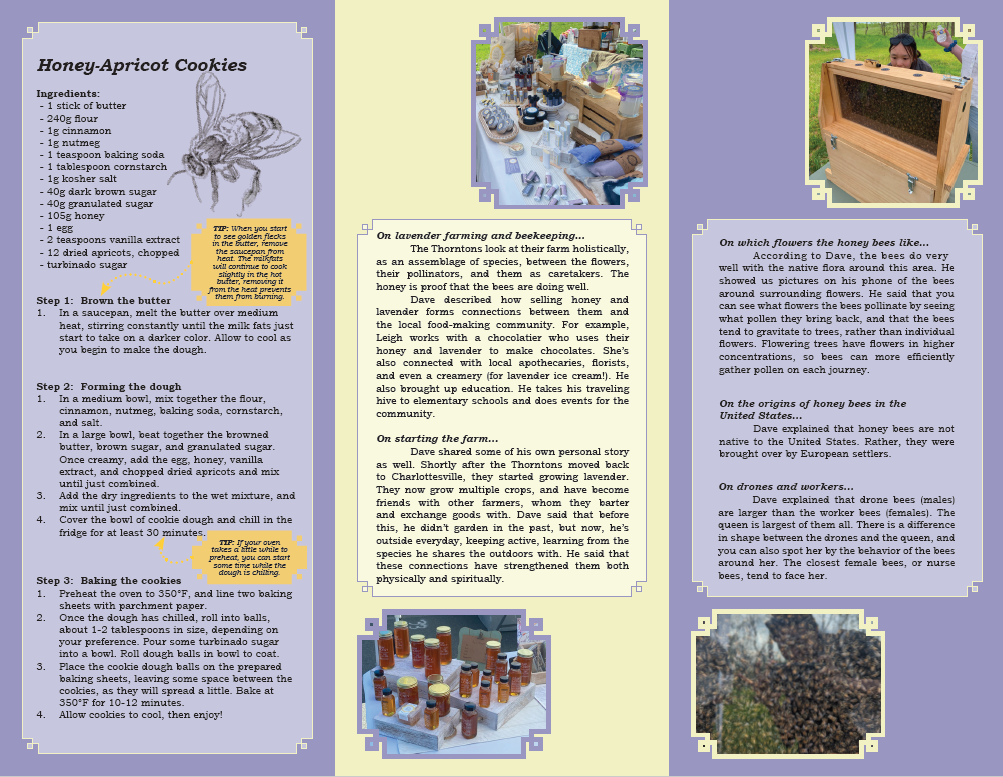 Honey-Apricot Cookies
Ingredients:
- 1 stick of butter
- 240g flour
- 1g cinnamon
- 1g nutmeg
- 1 teaspoon baking soda
- 1 tablespoon cornstarch
- 1g kosher salt
- 40g dark brown sugar
- 40g granulated sugar
- 105g honey
- 1 egg
- 2 teaspoons vanilla extract
- 12 dried apricots, chopped
- turbinado sugar
TIP: When you start
to see golden flecks
in the butter, remove
the saucepan from
heat. The milkfats
will continue to cook
slightly in the hot
butter, removing it
from the heat prevents
them from burning.
Step 1: Brown the butter
1. In a saucepan, melt the butter over medium
heat, stirring constantly until the milk fats just
start to take on a darker color. Allow to cool as
you begin to make the dough.
Step 2: Forming the dough
1. In a medium bowl, mix together the flour,
cinnamon, nutmeg, baking soda, cornstarch,
and salt.
2. In a large bowl, beat together the browned
butter, brown sugar, and granulated sugar.
Once creamy, add the egg, honey, vanilla
extract, and chopped dried apricots and mix
until just combined.
3. Add the dry ingredients to the wet mixture, and
mix until just combined.
4. Cover the bowl of cookie dough and chill in the
fridge for at least 30 minutes.
TIP: If your oven
takes a little while to
preheat, you can start
some time while the
dough is chilling.
Step 3: Baking the cookies
1. Preheat the oven to 350°F, and line two baking
sheets with parchment paper.
2. Once the dough has chilled, roll into balls,
about 1-2 tablespoons in size, depending on
your preference. Pour some turbinado sugar
into a bowl. Roll dough balls in bowl to coat.
3. Place the cookie dough balls on the prepared
baking sheets, leaving some space between the
cookies, as they will spread a little. Bake at
350°F for 10-12 minutes.
4. Allow cookies to cool, then enjoy!
On lavender farming and beekeeping...
The Thorntons look at their farm holistically,
as an assemblage of species, between the flowers,
their pollinators, and them as caretakers. The
honey is proof that the bees are doing well.
Dave described how selling honey and
lavender forms connections between them and
the local food-making community. For example,
Leigh works with a chocolatier who uses their
honey and lavender to make chocolates. She's
also connected with local apothecaries, florists,
and even a creamery (for lavender ice cream!). He
also brought up education. He takes his traveling
hive to elementary schools and does events for the
community.
On starting the farm...
Dave shared some of his own personal story
as well. Shortly after the Thorntons moved back
to Charlottesville, they started growing lavender.
They now grow multiple crops, and have become
friends with other farmers, whom they barter
and exchange goods with. Dave said that before
this, he didn't garden in the past, but now, he's
outside everyday, keeping active, learning from the
species he shares the outdoors with. He said that
these connections have strengthened them both
physically and spiritually.
On which flowers the honey bees like...
According to Dave, the bees do very
well with the native flora around this area. He
showed us pictures on his phone of the bees
around surrounding flowers. He said that you
can see what flowers the bees pollinate by seeing
what pollen they bring back, and that the bees
tend to gravitate to trees, rather than individual
flowers. Flowering trees have flowers in higher
concentrations, so bees can more efficiently
gather pollen on each journey.
On the origins of honey bees in the
United States...
Dave explained that honey bees are not
native to the United States. Rather, they were
brought over by European settlers.
On drones and workers...
Dave explained that drone bees (males)
are larger than the worker bees (females). The
queen is largest of them all. There is a difference
in shape between the drones and the queen, and
you can also spot her by the behavior of the bees
around her. The closest female bees, or nurse
bees, tend to face her.